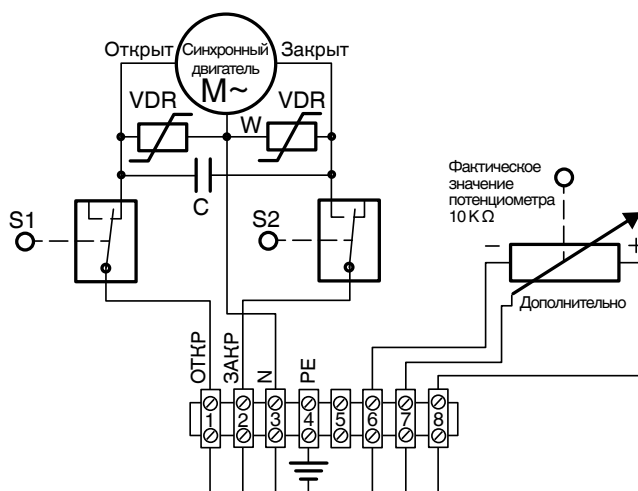 Открыт
Синхронный
двигатель
M~
Закрыт
VDR
VDR
W
C
S1
S2
Фактическое
значение
потенциометра
10 К Ω
− +
Дополнительно
ОТКР
ЗАКР
N
PE
1 2 3 4 5 6 7 8